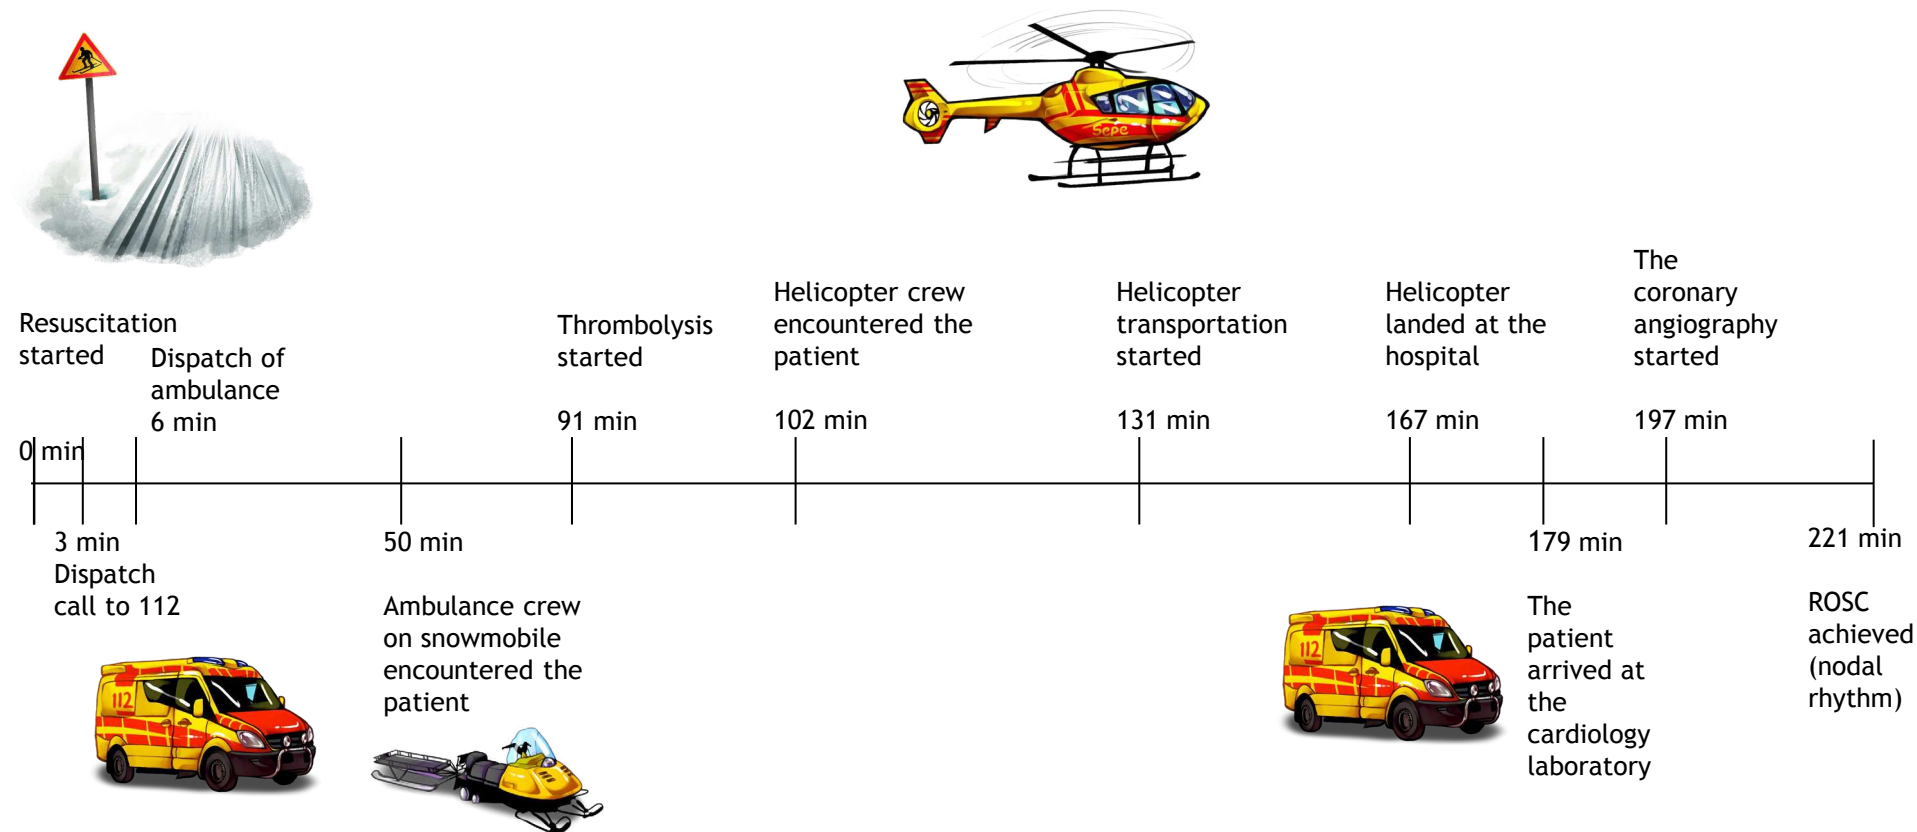 Scpe
Resuscitation
started
0 min
Dispatch of
ambulance
6 min
Thrombolysis
started
91 min
Helicopter crew
encountered the
patient
102 min
Helicopter
transportation
started
131 min
Helicopter
landed at the
hospital
167 min
The
coronary
angiography
started
197 min
3 min
Dispatch
call to 112
112
50 min
Ambulance crew
on snowmobile
encountered the
patient
112
179 min
The
patient
arrived at
the
cardiology
laboratory
221 min
ROSC
achieved
(nodal
rhythm)